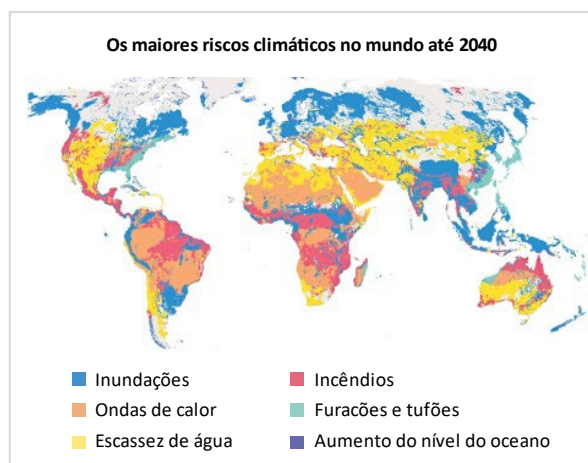 Os maiores riscos climáticos no mundo até 2040
Inundações
Ondas de calor
Escassez de água
Incêndios
Furacões e tufões
Aumento do nível do oceano